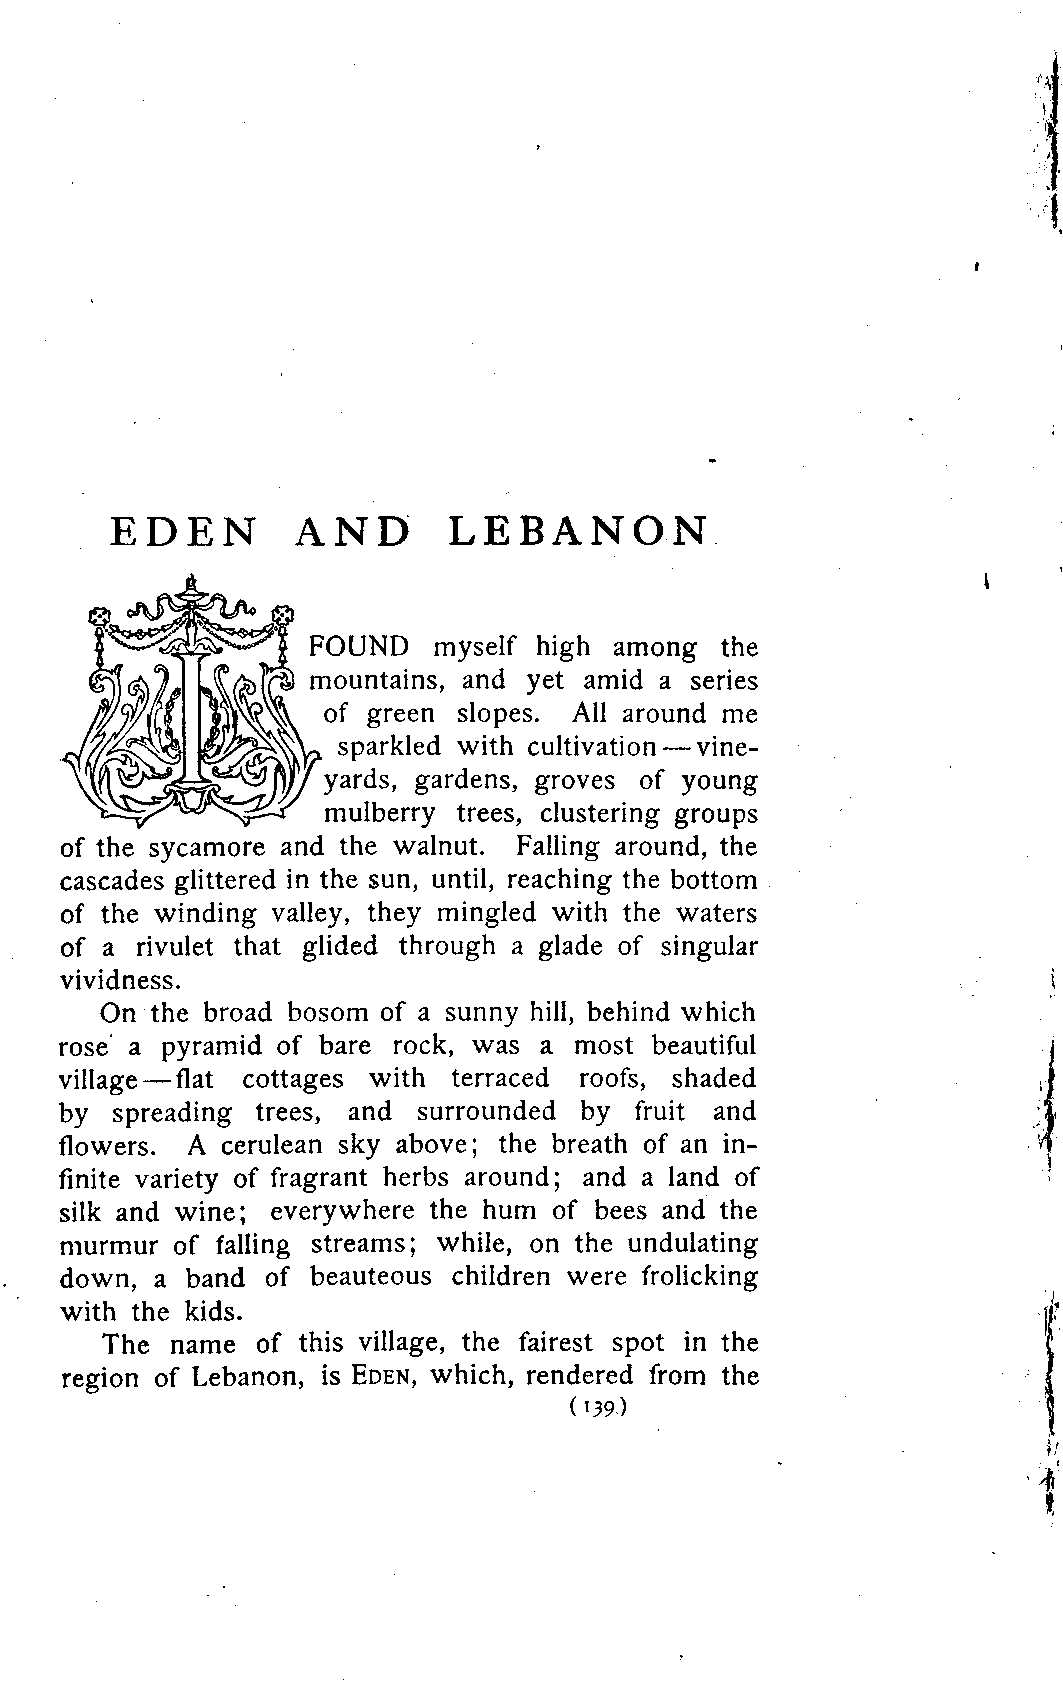 EDEN AND LEBANON
I FOUND myself high among the
mountains, and yet amid a series
of green slopes. All around me
sparkled with cultivation—vine-
yards, gardens, groves of young
mulberry trees, clustering groups
of the sycamore and the walnut. Falling around, the
cascades glittered in the sun, until, reaching the bottom
of the winding valley, they mingled with the waters
of a rivulet that glided through a glade of singular
vividness.
On the broad bosom of a sunny hill, behind which
rose a pyramid of bare rock, was a most beautiful
village—flat cottages with terraced roofs, shaded
by spreading trees, and surrounded by fruit and
flowers. A cerulean sky above; the breath of an in-
finite variety of fragrant herbs around; and a land of
silk and wine; everywhere the hum of bees and the
murmur of falling streams; while, on the undulating
down, a band of beauteous children were frolicking
with the kids.
The name of this village, the fairest spot in the
region of Lebanon, is EDEN, which, rendered from the
(139)